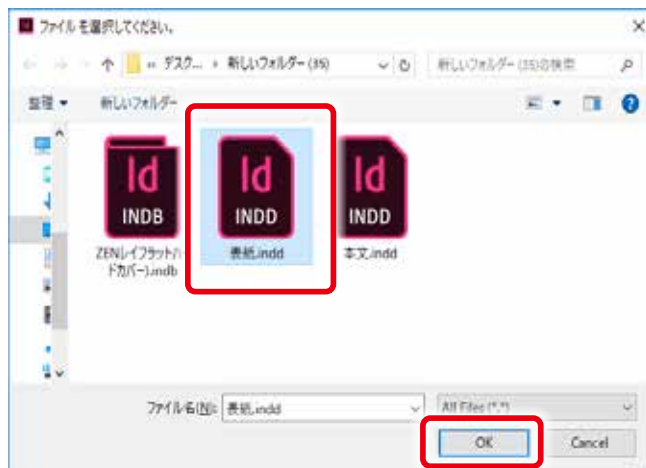 ファイルを選択してください。
« デスク... › 新しいフォルダー (35)
新しいフォルダー (35)の検索
整理
新しいフォルダー
Id
INDB
Id
INDD
Id
INDD
ZENレイフラット(ハードカバー).indb
表紙.indd
本文.indd
ファイル名(N):
表紙.indd
All Files (*.*)
OK
Cancel